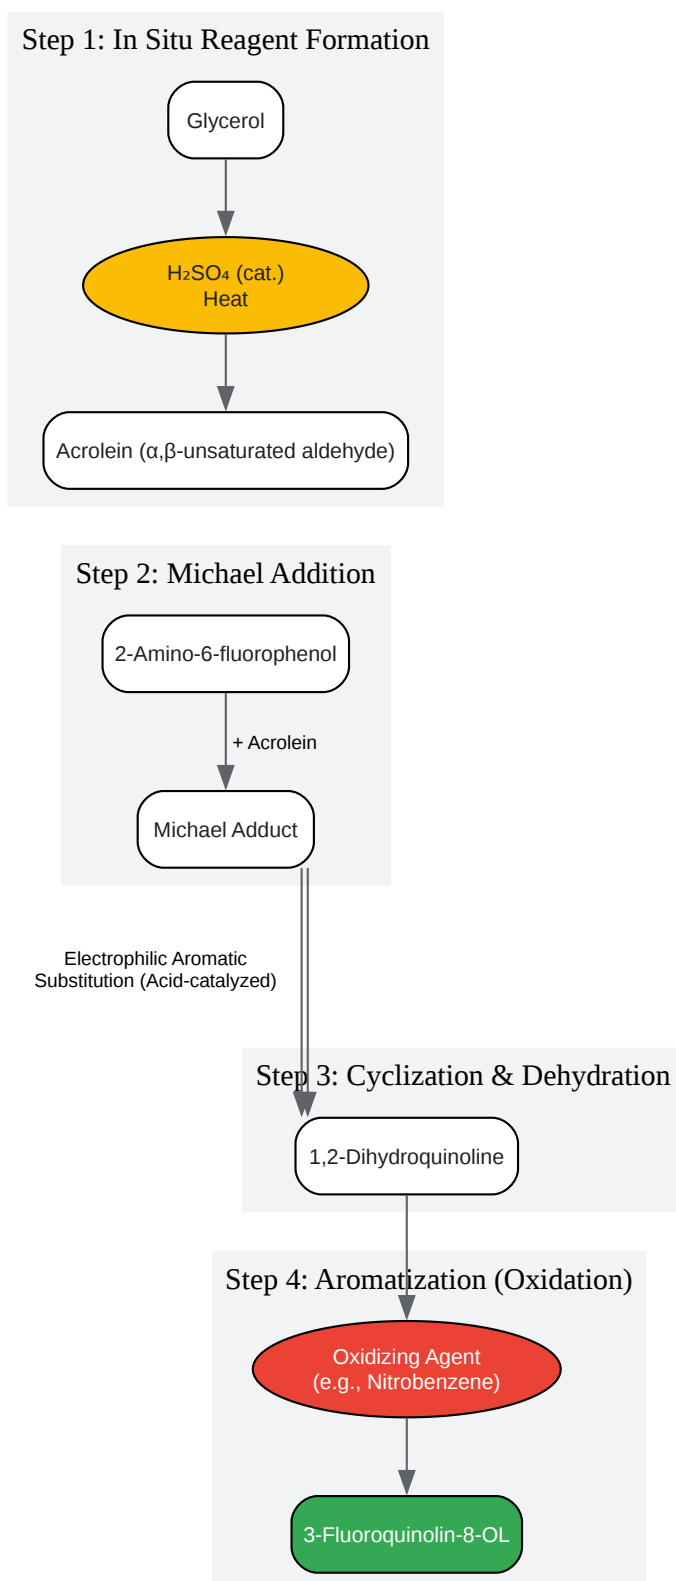 Step 1: In Situ Reagent Formation
Glycerol
H₂SO₄ (cat.)
Heat
Acrolein (α,β-unsaturated aldehyde)
Step 2: Michael Addition
2-Amino-6-fluorophenol
+ Acrolein
Michael Adduct
Electrophilic Aromatic
Substitution (Acid-catalyzed)
Step 3: Cyclization & Dehydration
1,2-Dihydroquinoline
Step 4: Aromatization (Oxidation)
Oxidizing Agent
(e.g., Nitrobenzene)
3-Fluoroquinolin-8-OL